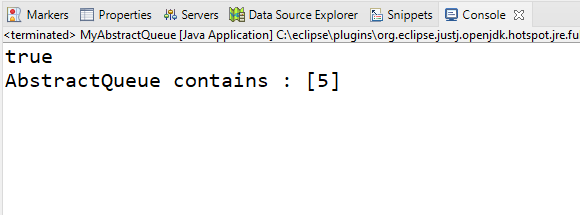 Markers Properties Servers Data Source Explorer Snippets Console
<terminated> MyAbstractQueue [Java Application] C:\eclipse\plugins\org.eclipse.justj.openjdk.hotspot.jre.fu
true
AbstractQueue contains : [5]